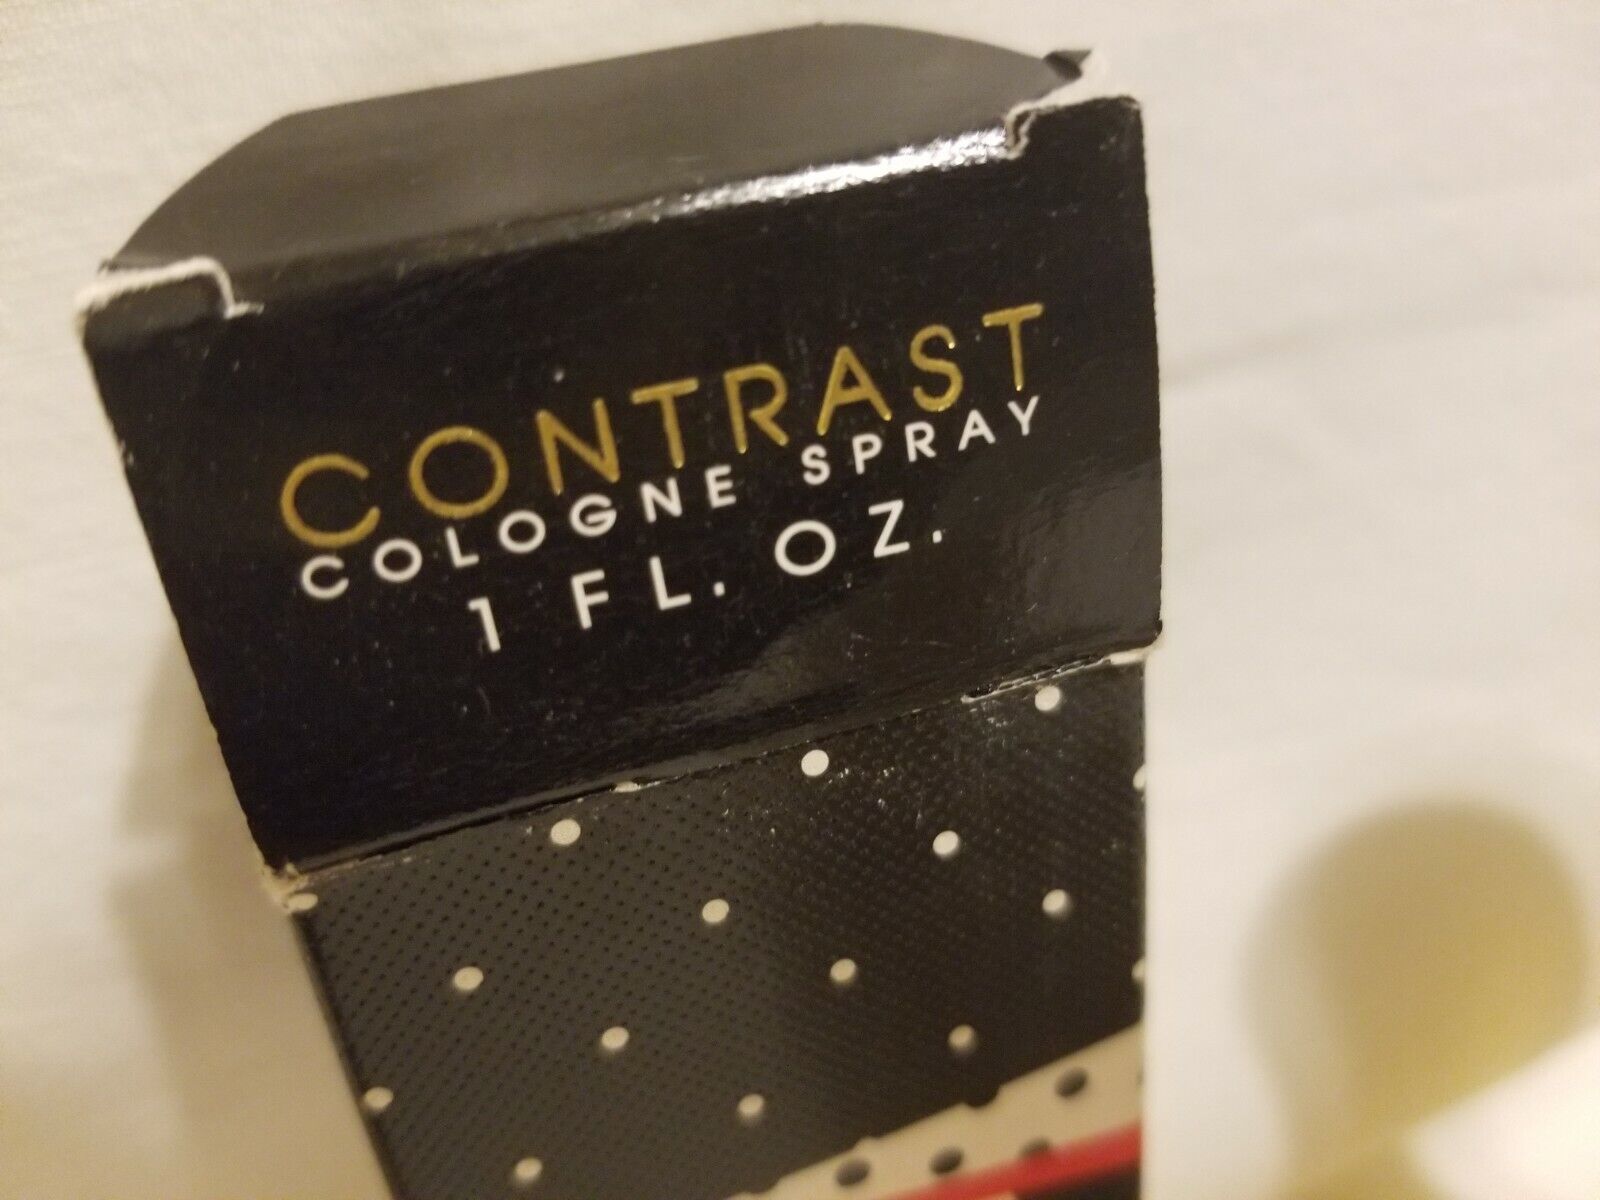 CONTRAST
COLOGNE SPRAY
1 FL. OZ.